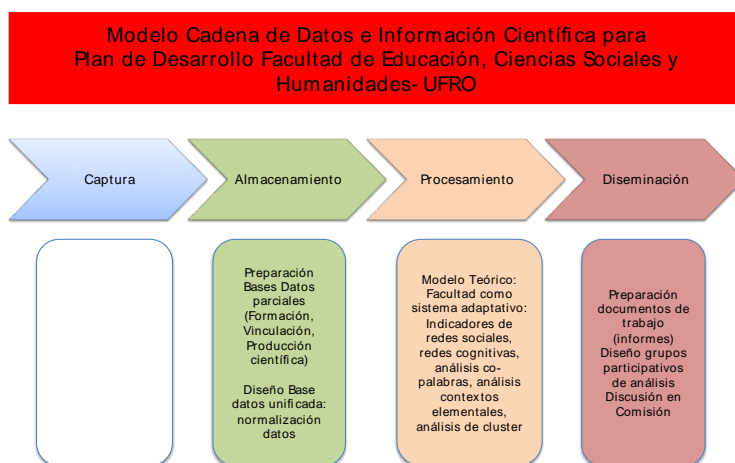 Modelo Cadena de Datos e Información Científica para
Plan de Desarrollo Facultad de Educación, Ciencias Sociales y
Humanidades- UFRO
Captura
Almacenamiento
Procesamiento
Diseminación
Preparación
Bases Datos
parciales
(Formación,
Vinculación,
Producción
científica)
Diseño Base
datos unificada:
normalización
datos
Modelo Teórico:
Facultad como
sistema adaptativo:
Indicadores de
redes sociales,
redes cognitivas,
análisis co-
palabras, análisis
contextos
elementales,
análisis de cluster
Preparación
documentos de
trabajo
(informes)
Diseño grupos
participativos
de análisis
Discusión en
Comisión